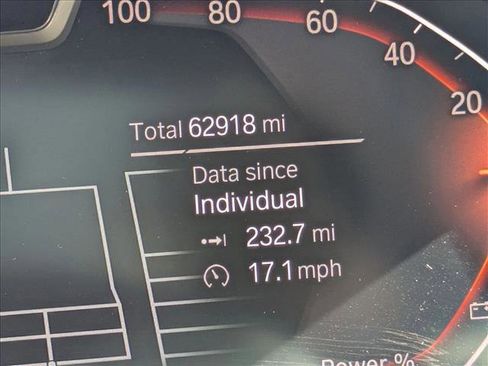 100 80 60 40 20
Total 62918 mi
Data since
Individual
232.7 mi
17.1 mph
Power %